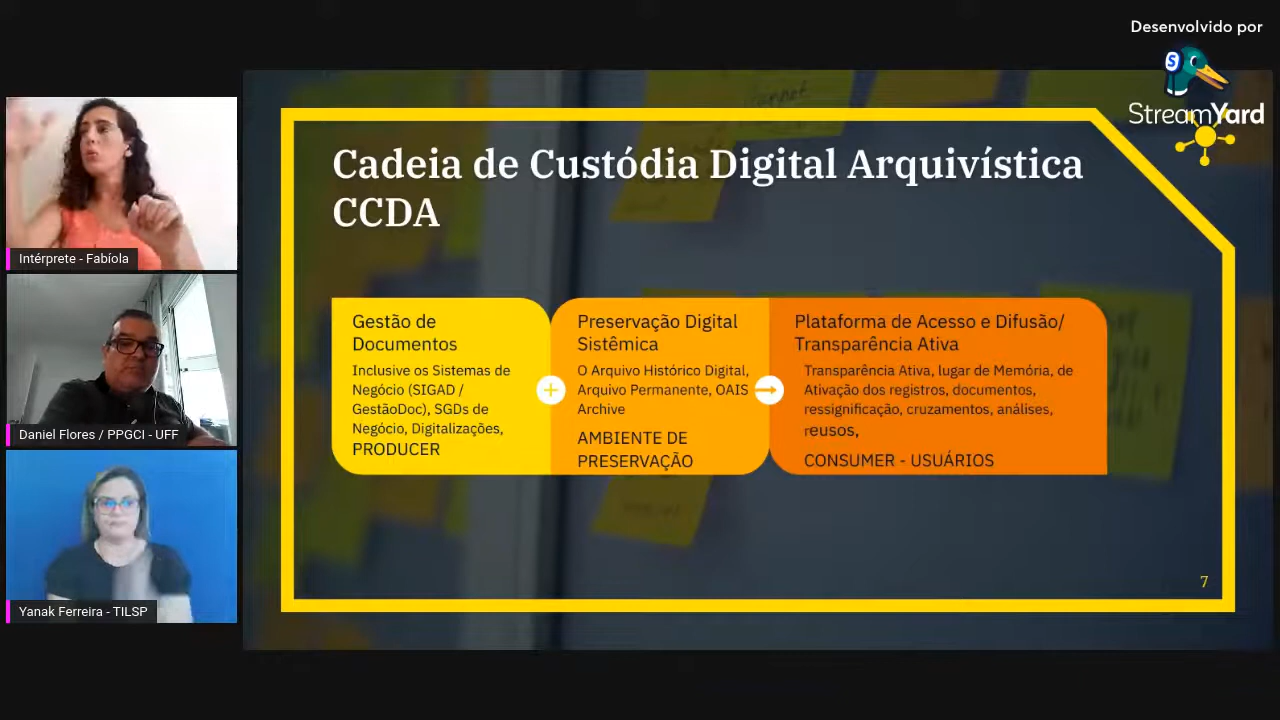 Desenvolvido por
StreamYard
Cadeia de Custódia Digital Arquivística
CCDA
Gestão de
Documentos
Inclusive os Sistemas de
Negócio (SIGAD /
GestãoDoc), SGDs de
Negócio, Digitalizações,
PRODUCER
+
Preservação Digital
Sistêmica
O Arquivo Histórico Digital,
Arquivo Permanente, OAIS
Archive
AMBIENTE DE
PRESERVAÇÃO
Plataforma de Acesso e Difusão/
Transparência Ativa
Transparência Ativa, lugar de Memória, de
Ativação dos registros, documentos,
ressignificação, cruzamentos, análises,
reusos,
CONSUMER - USUÁRIOS
7
Intérprete - Fabíola
Daniel Flores / PPGCI - UFF
Yanak Ferreira - TILSP